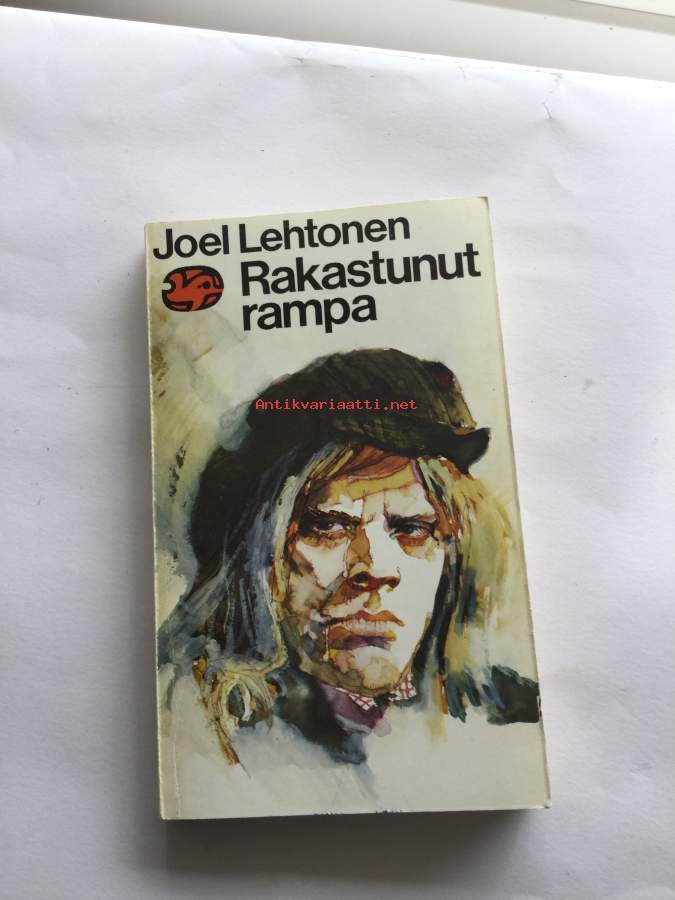 Joel Lehtonen
Rakastunut
rampa
Antikvariaatti.net